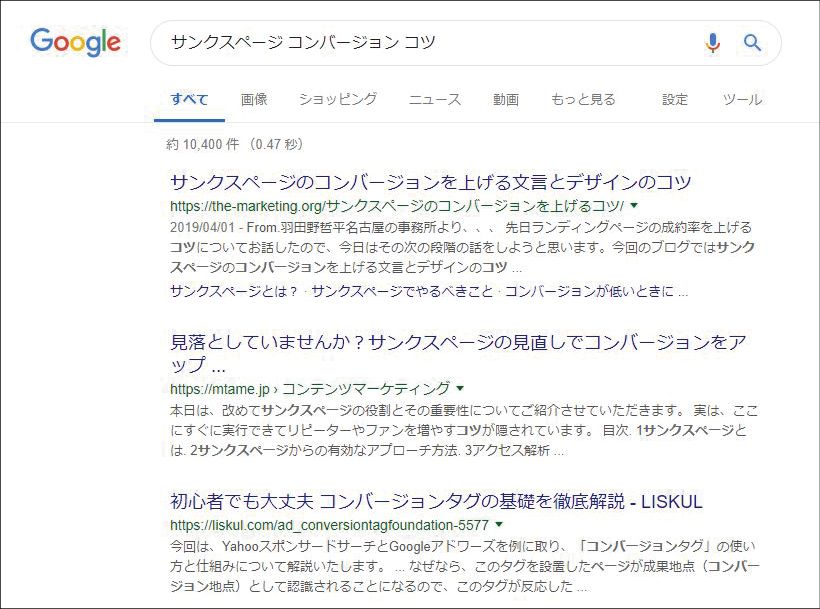 Google
サンクスページ コンバージョン コツ
すべて 画像 ショッピング ニュース 動画 もっと見る 設定 ツール
約 10,400 件 （0.47 秒）
サンクスページのコンバージョンを上げる文言とデザインのコツ
https://the-marketing.org/サンクスページのコンバージョンを上げるコツ/
2019/04/01 - From.羽田野哲平名古屋の事務所より、、、 先日ランディングページの成約率を上げる
コツについてお話したので、今日はその次の段階の話をしようと思います。今回のブログではサンク
スページのコンバージョンを上げる文言とデザインのコツ ...
サンクスページとは？ · サンクスページでやるべきこと · コンバージョンが低いときに ...
見落としていませんか？サンクスページの見直しでコンバージョンをア
ップ ...
https://mtame.jp › コンテンツマーケティング
本日は、改めてサンクスページの役割とその重要性についてご紹介させていただきます。 実は、ここ
にすぐに実行できてリピーターやファンを増やすコツが隠されています。 目次. 1サンクスページと
は. 2サンクスページからの有効なアプローチ方法. 3アクセス解析 ...
初心者でも大丈夫 コンバージョンタグの基礎を徹底解説 - LISKUL
https://liskul.com/ad_conversiontagfoundation-5577
今回は、YahooスポンサードサーチとGoogleアドワーズを例に取り、「コンバージョンタグ」の使い
方と仕組みについて解説いたします。 ... なぜなら、このタグを設置したページが成果地点（コンバー
ジョン地点）として認識されることになるので、このタグが反応した ...